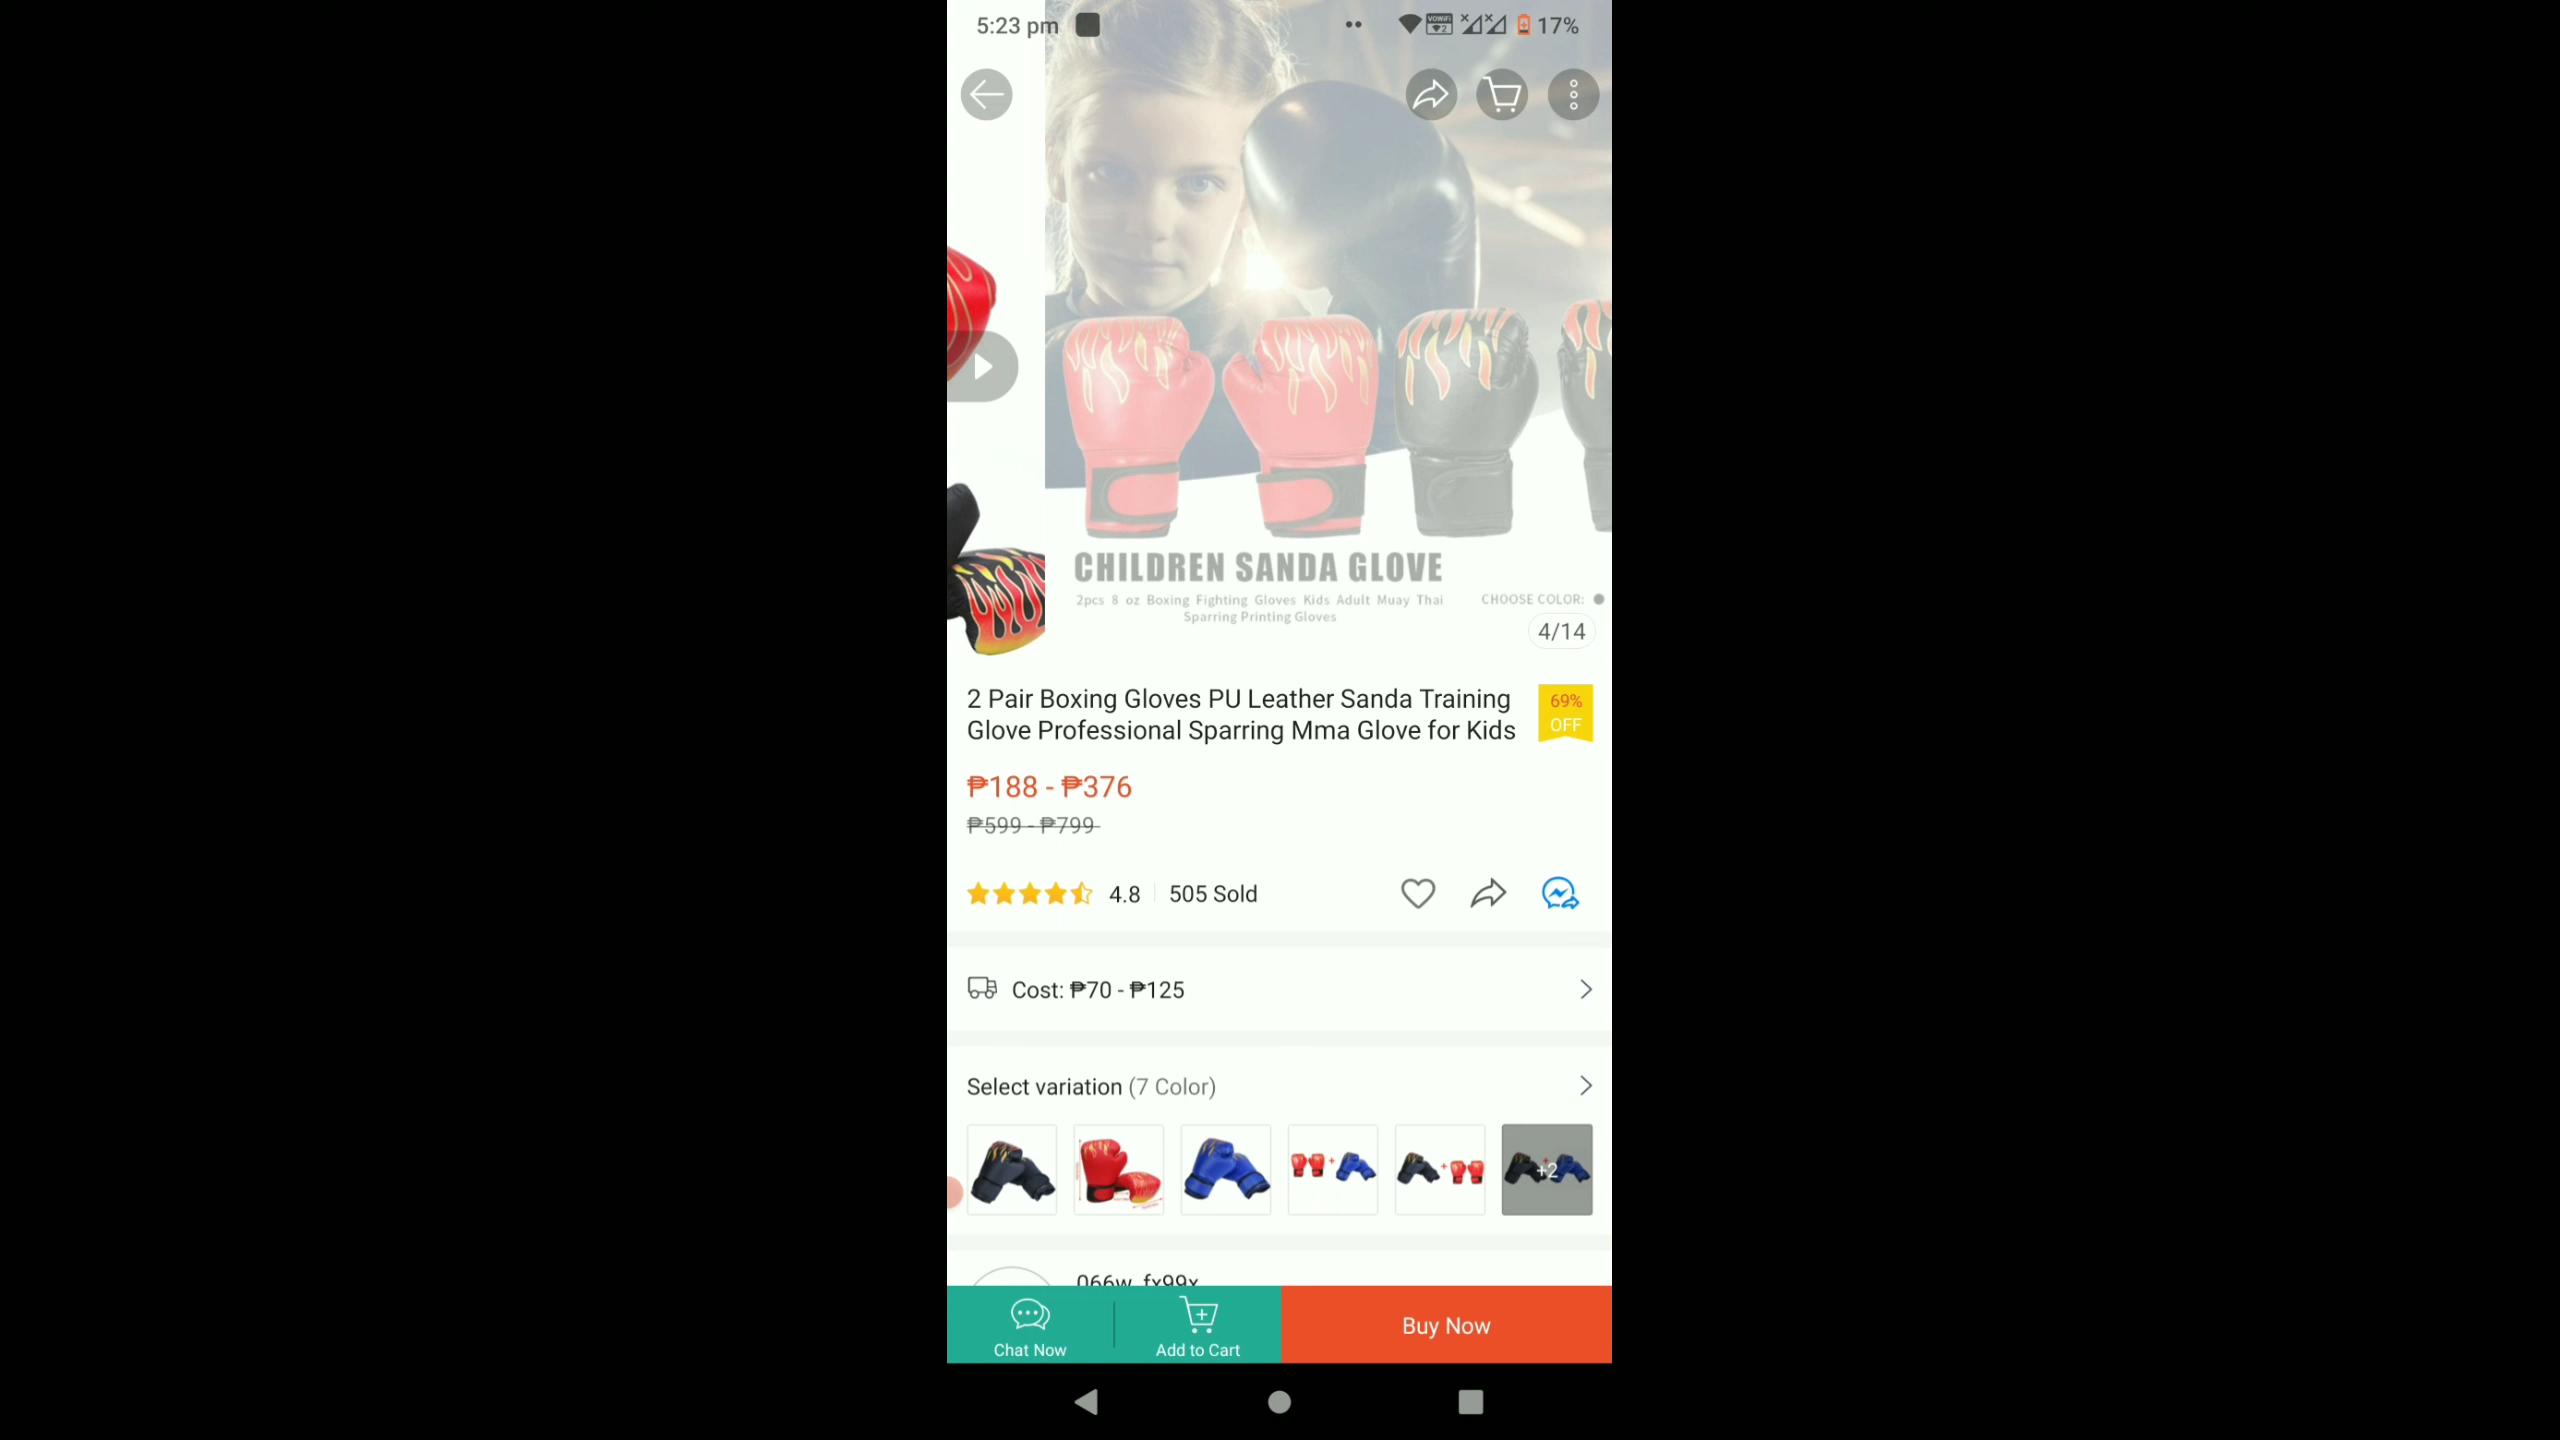 5:23 pm
VOWIFI
2
17%
CHILDREN SANDA GLOVE
2pcs 8 oz Boxing Fighting Gloves Kids Adult Muay Thai
Sparring Printing Gloves
CHOOSE COLOR:
4/14
2 Pair Boxing Gloves PU Leather Sanda Training
Glove Professional Sparring Mma Glove for Kids
69%
OFF
₱188 - ₱376
₱599 - ₱799
4.8
505 Sold
Cost: ₱70 - ₱125
Select variation (7 Color)
+2
066w_fx99x
Chat Now
Add to Cart
Buy Now